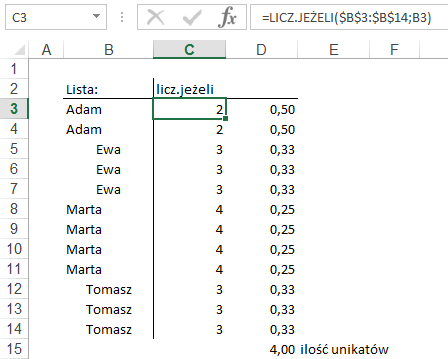 C3 fx =LICZ.JEŻELI($B$3:$B$14;B3)
A B C D E F
1
2 Lista: licz.jeżeli
3 Adam 2 0,50
4 Adam 2 0,50
5 Ewa 3 0,33
6 Ewa 3 0,33
7 Ewa 3 0,33
8 Marta 4 0,25
9 Marta 4 0,25
10 Marta 4 0,25
11 Marta 4 0,25
12 Tomasz 3 0,33
13 Tomasz 3 0,33
14 Tomasz 3 0,33
15 4,00 ilość unikatów